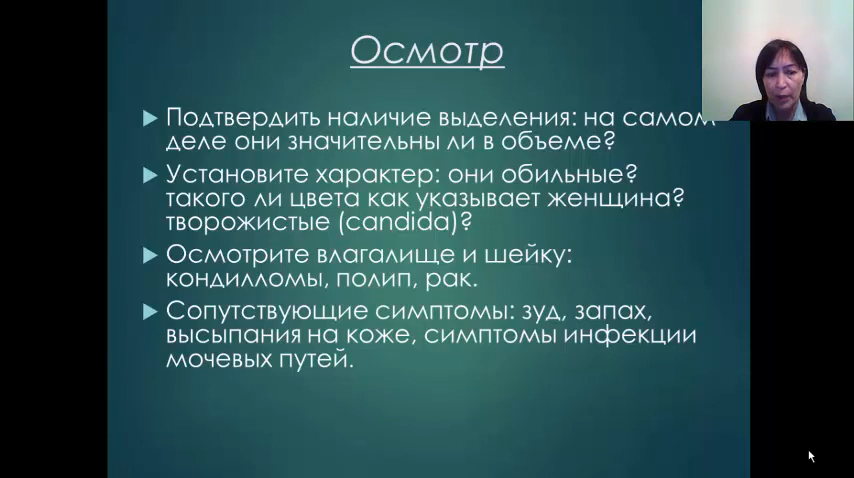 Осмотр
Подтвердить наличие выделения: на самом
деле они значительны ли в объеме?
Установите характер: они обильные?
такого ли цвета как указывает женщина?
творожистые (candida)?
Осмотрите влагалище и шейку:
кондилломы, полип, рак.
Сопутствующие симптомы: зуд, запах,
высыпания на коже, симптомы инфекции
мочевых путей.